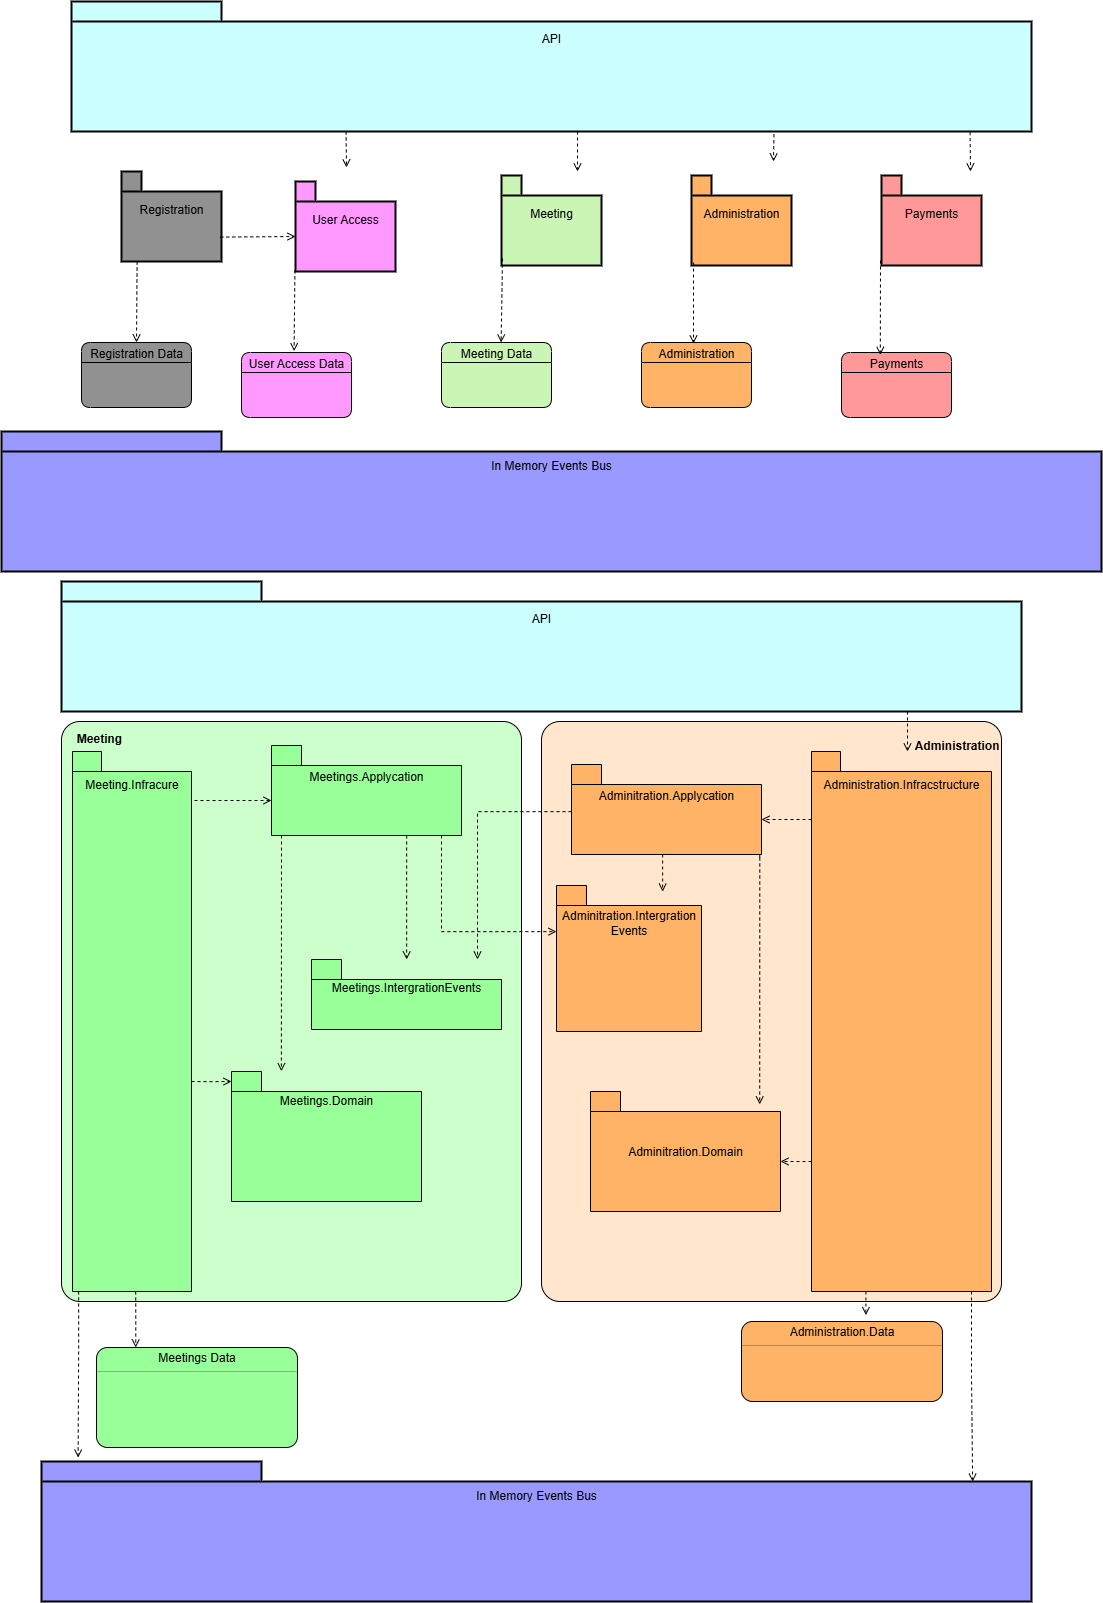 API
Registration
User Access
Meeting
Administration
Payments
Registration Data
User Access Data
Meeting Data
Administration
Payments
In Memory Events Bus
API
Meeting
Administration
Meeting.Infracure
Meetings.Applycation
Adminitration.Applycation
Administration.Infracstructure
Adminitration.Intergration
Events
Meetings.IntergrationEvents
Meetings.Domain
Adminitration.Domain
Meetings Data
Administration.Data
In Memory Events Bus